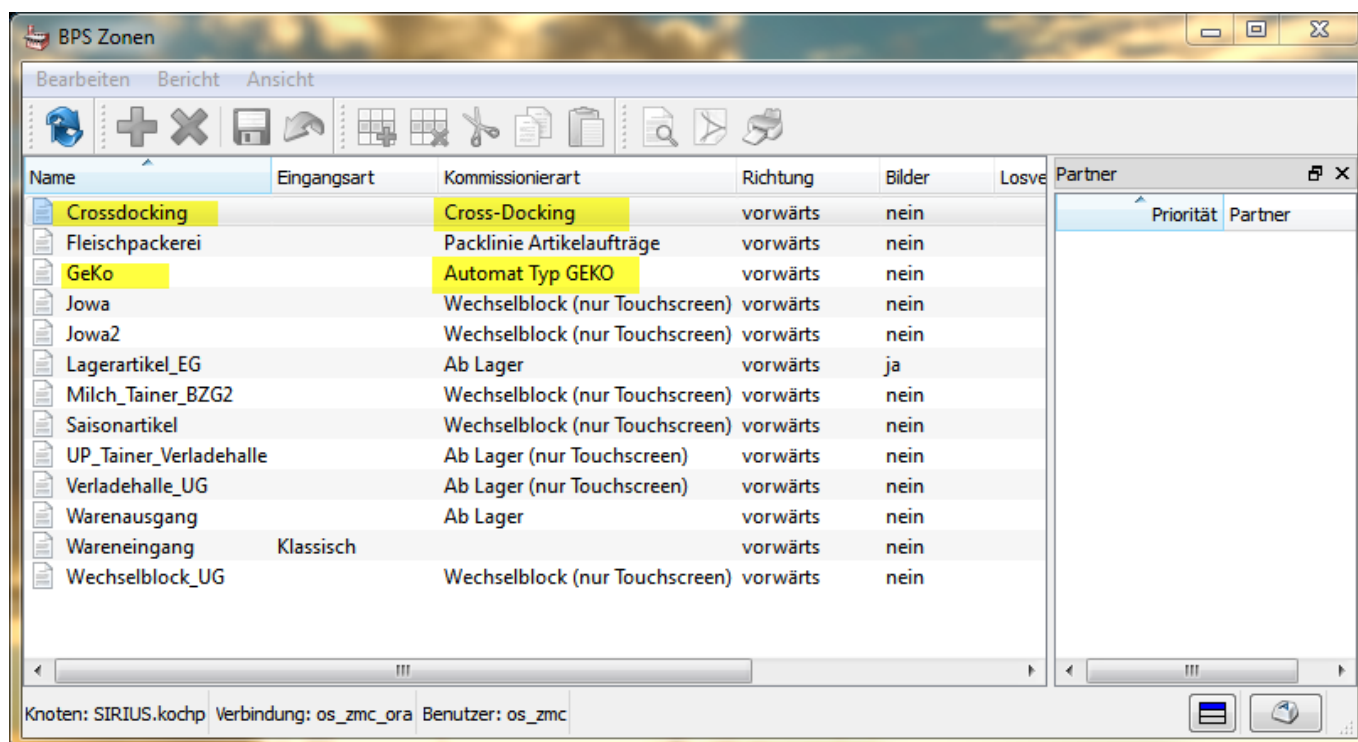 BPS Zonen
Bearbeiten Bericht Ansicht
Name Eingangsart Kommissionierart Richtung Bilder Losve Partner
Priorität Partner
Crossdocking Cross-Docking vorwärts nein
Fleischpackerei Packlinie Artikelaufträge vorwärts nein
GeKo Automat Typ GEKO vorwärts nein
Jowa Wechselblock (nur Touchscreen) vorwärts nein
Jowa2 Wechselblock (nur Touchscreen) vorwärts nein
Lagerartikel_EG Ab Lager vorwärts ja
Milch_Tainer_BZG2 Wechselblock (nur Touchscreen) vorwärts nein
Saisonartikel Wechselblock (nur Touchscreen) vorwärts nein
UP_Tainer_Verladehalle Ab Lager (nur Touchscreen) vorwärts nein
Verladehalle_UG Ab Lager (nur Touchscreen) vorwärts nein
Warenausgang Ab Lager vorwärts nein
Wareneingang Klassisch vorwärts nein
Wechselblock_UG Wechselblock (nur Touchscreen) vorwärts nein
Knoten: SIRIUS.kochp Verbindung: os_zmc_ora Benutzer: os_zmc